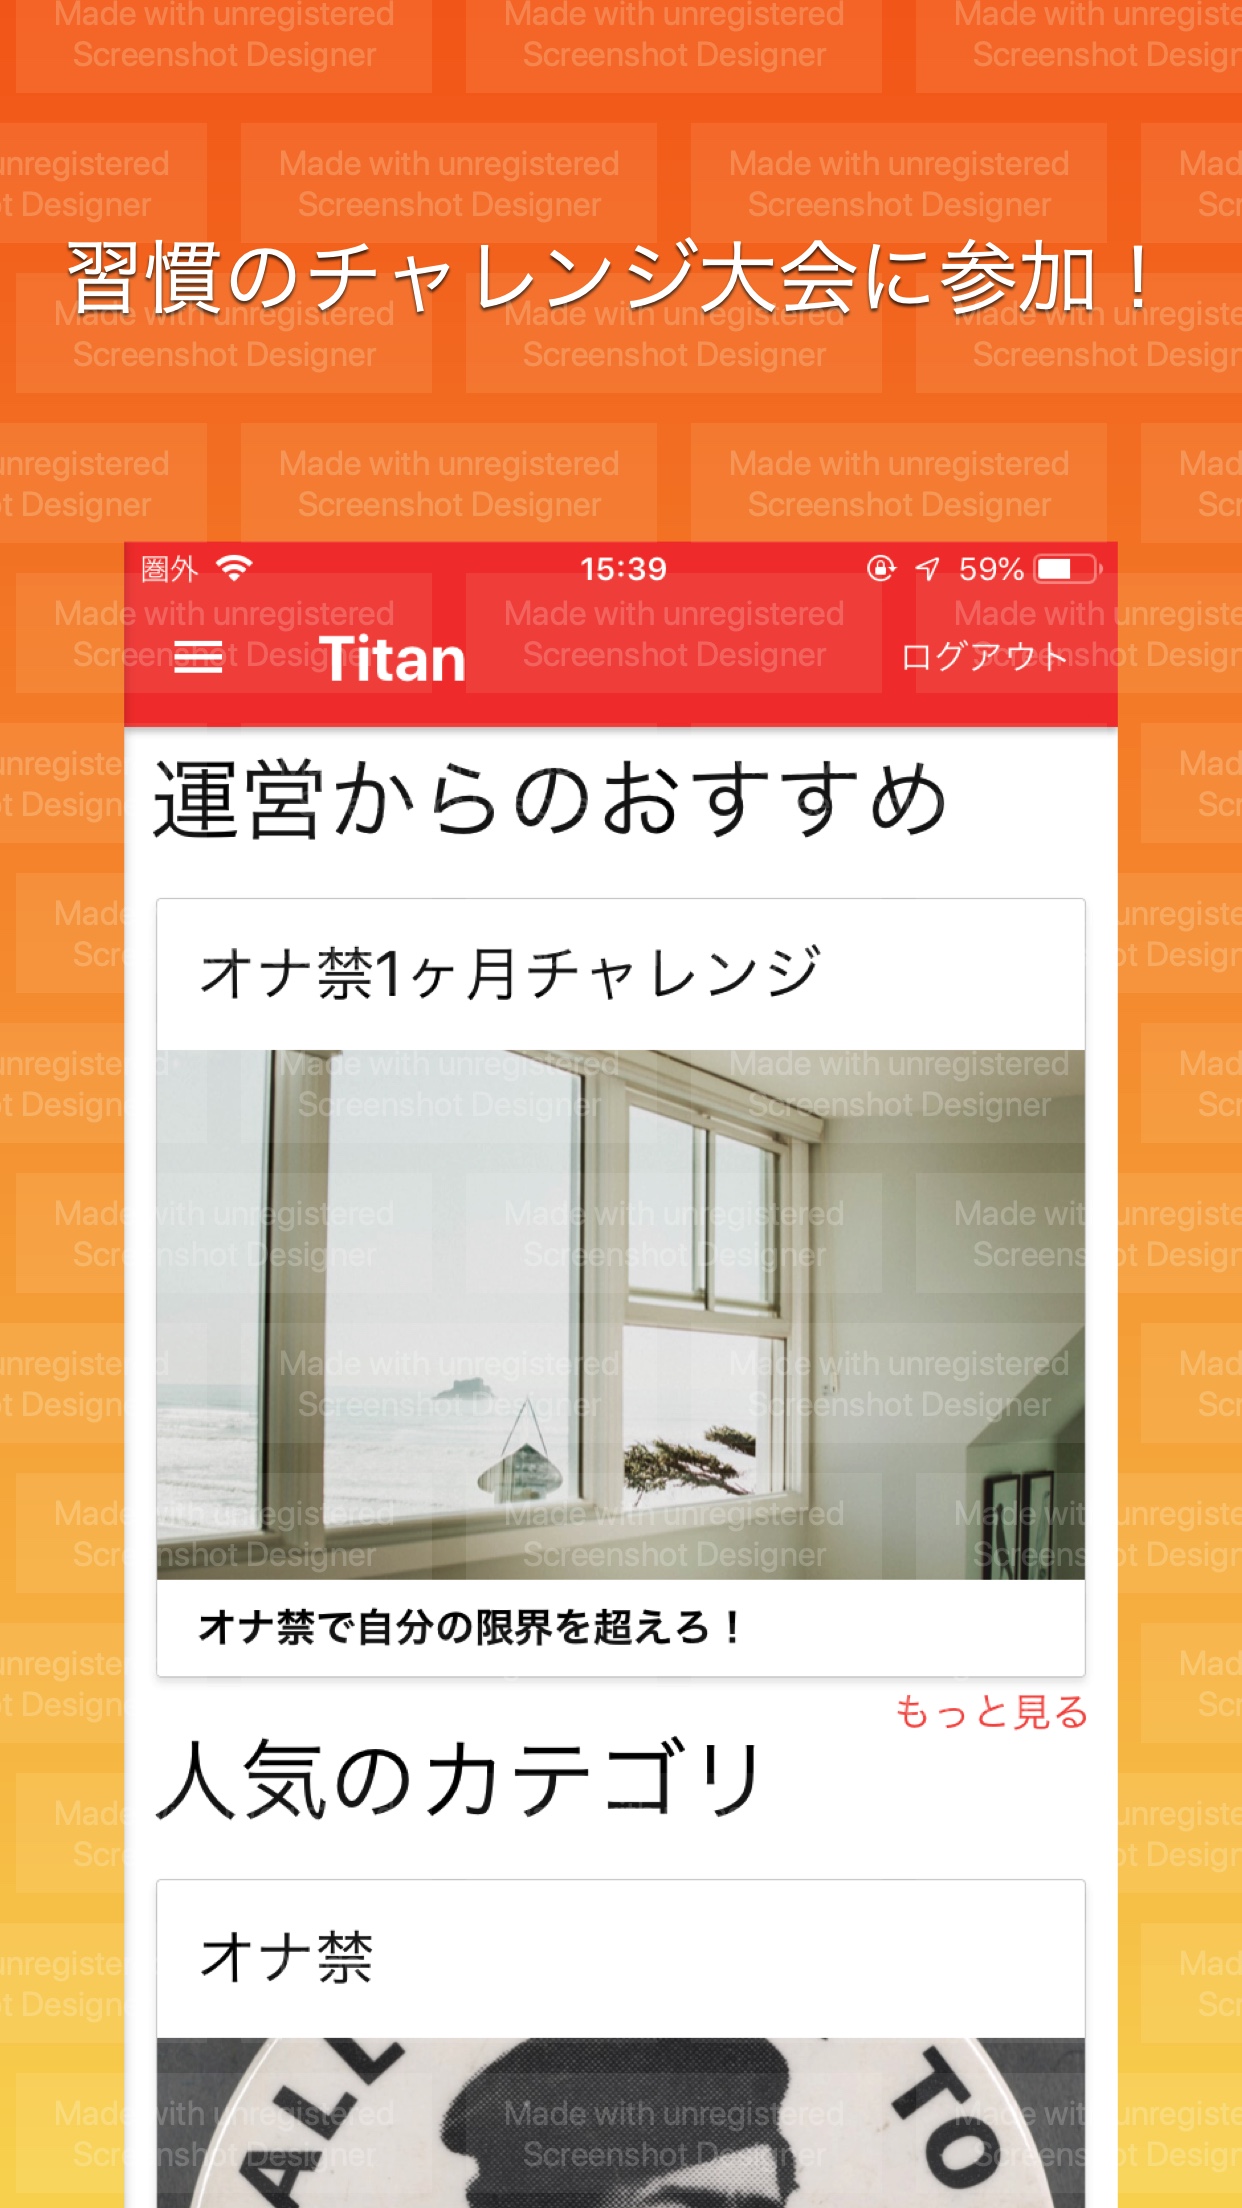 習慣のチャレンジ大会に参加！
圏外 15:39 59%
Titan ログアウト
運営からのおすすめ
オナ禁1ヶ月チャレンジ
オナ禁で自分の限界を超えろ！
もっと見る
人気のカテゴリ
オナ禁
ALL TO
Made with unregistered
Screenshot Designer